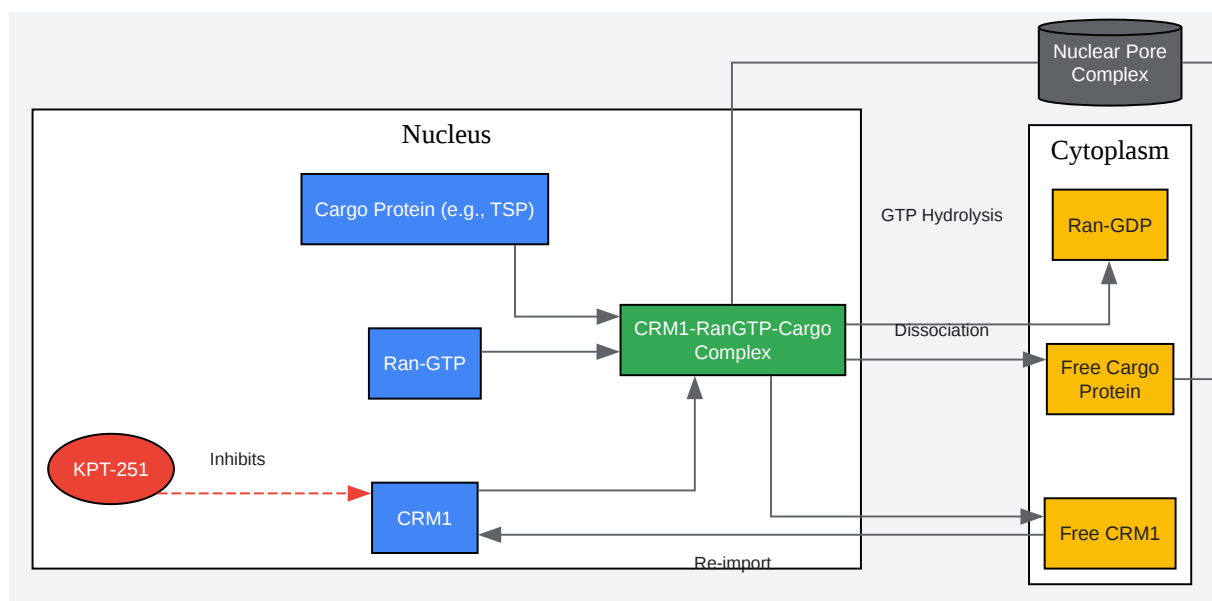 Nuclear Pore
Complex
Nucleus
Cytoplasm
Cargo Protein (e.g., TSP)
GTP Hydrolysis
Ran-GDP
CRM1-RanGTP-Cargo
Complex
Dissociation
Ran-GTP
Free Cargo
Protein
KPT-251
Inhibits
CRM1
Free CRM1
Re-import